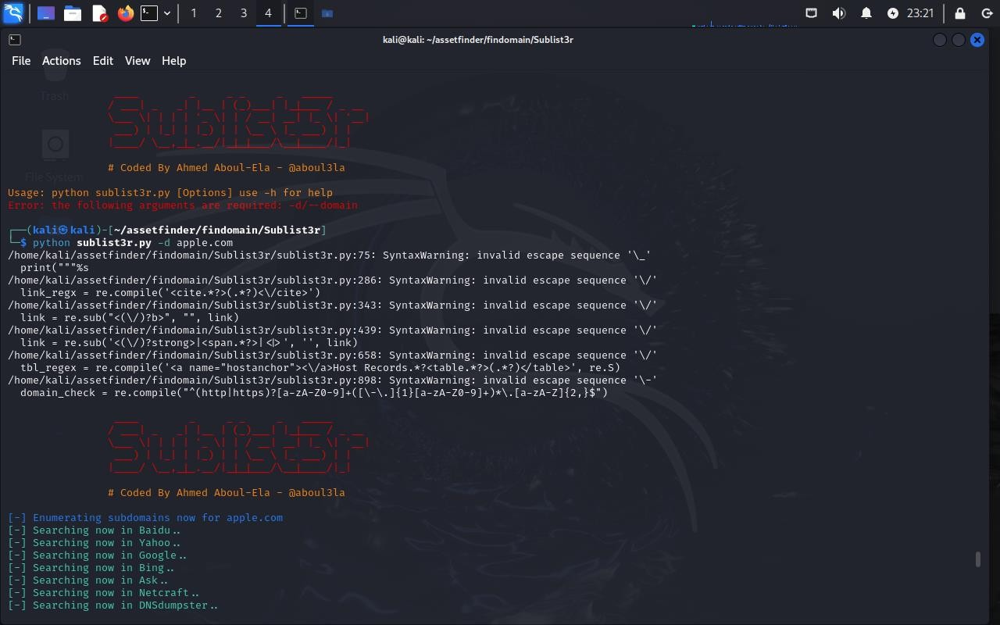 1 2 3 4
23:21
kali@kali: ~/assetfinder/findomain/Sublist3r
File Actions Edit View Help
Trash
File System
Sublist3r
# Coded By Ahmed Aboul-Ela - @aboul3la
Usage: python sublist3r.py [Options] use -h for help
Error: the following arguments are required: -d/--domain
┌──(kali㉿kali)-[~/assetfinder/findomain/Sublist3r]
└─$ python sublist3r.py -d apple.com
/home/kali/assetfinder/findomain/Sublist3r/sublist3r.py:75: SyntaxWarning: invalid escape sequence '\_'
print("""%s
/home/kali/assetfinder/findomain/Sublist3r/sublist3r.py:286: SyntaxWarning: invalid escape sequence '\/'
link_regx = re.compile('<cite.*?>(.*?)<\/cite>')
/home/kali/assetfinder/findomain/Sublist3r/sublist3r.py:343: SyntaxWarning: invalid escape sequence '\/'
link = re.sub("<(\/)?b>", "", link)
/home/kali/assetfinder/findomain/Sublist3r/sublist3r.py:439: SyntaxWarning: invalid escape sequence '\/'
link = re.sub('<(\/)?strong>|<span.*?>|<|>', '', link)
/home/kali/assetfinder/findomain/Sublist3r/sublist3r.py:658: SyntaxWarning: invalid escape sequence '\/'
tbl_regex = re.compile('<a name="hostanchor"><\/a>Host Records.*?<table.*?>(.*?)</table>', re.S)
/home/kali/assetfinder/findomain/Sublist3r/sublist3r.py:898: SyntaxWarning: invalid escape sequence '\-'
domain_check = re.compile("^(http|https)?[a-zA-Z0-9]+([\-\.]{1}[a-zA-Z0-9]+)*\.[a-zA-Z]{2,}$")
Sublist3r
# Coded By Ahmed Aboul-Ela - @aboul3la
[-] Enumerating subdomains now for apple.com
[-] Searching now in Baidu..
[-] Searching now in Yahoo..
[-] Searching now in Google..
[-] Searching now in Bing..
[-] Searching now in Ask..
[-] Searching now in Netcraft..
[-] Searching now in DNSdumpster..